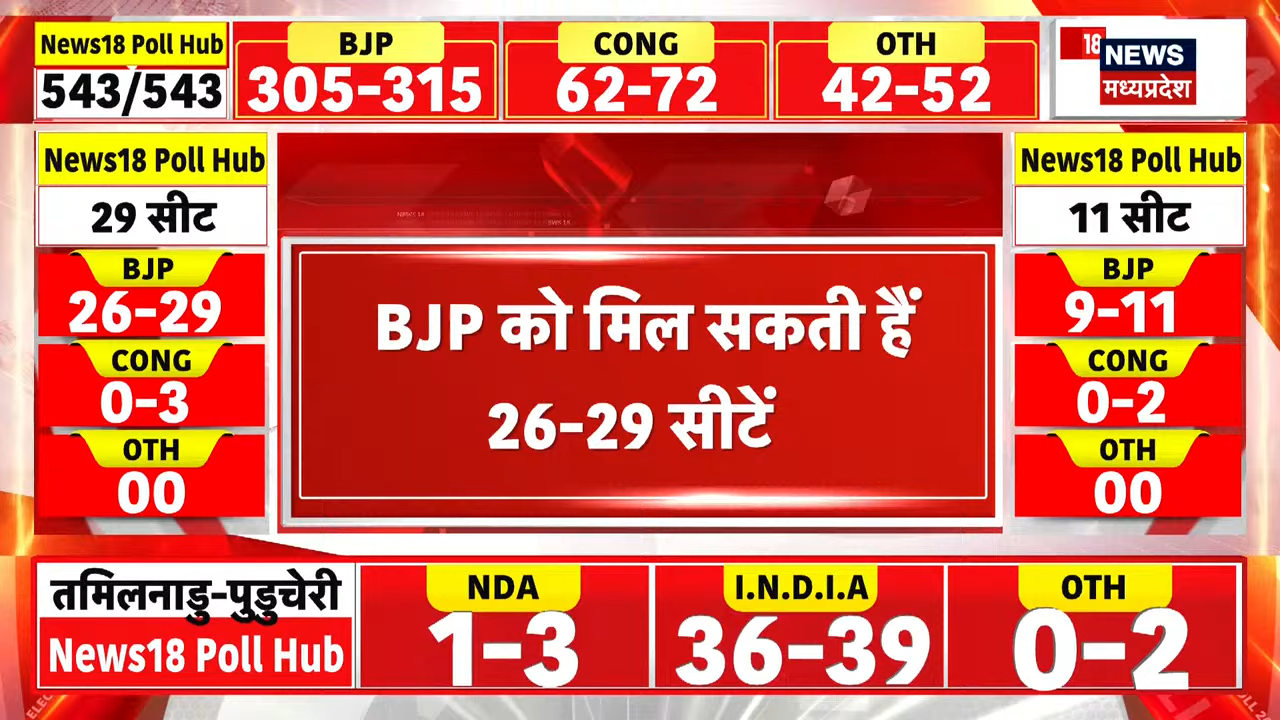 News18 Poll Hub
543/543
BJP
305-315
CONG
62-72
OTH
42-52
18
NEWS
मध्यप्रदेश
News18 Poll Hub
29 सीट
BJP
26-29
CONG
0-3
OTH
00
BJP को मिल सकती हैं
26-29 सीटें
News18 Poll Hub
11 सीट
BJP
9-11
CONG
0-2
OTH
00
तमिलनाडु-पुडुचेरी
News18 Poll Hub
NDA
1-3
I.N.D.I.A
36-39
OTH
0-2